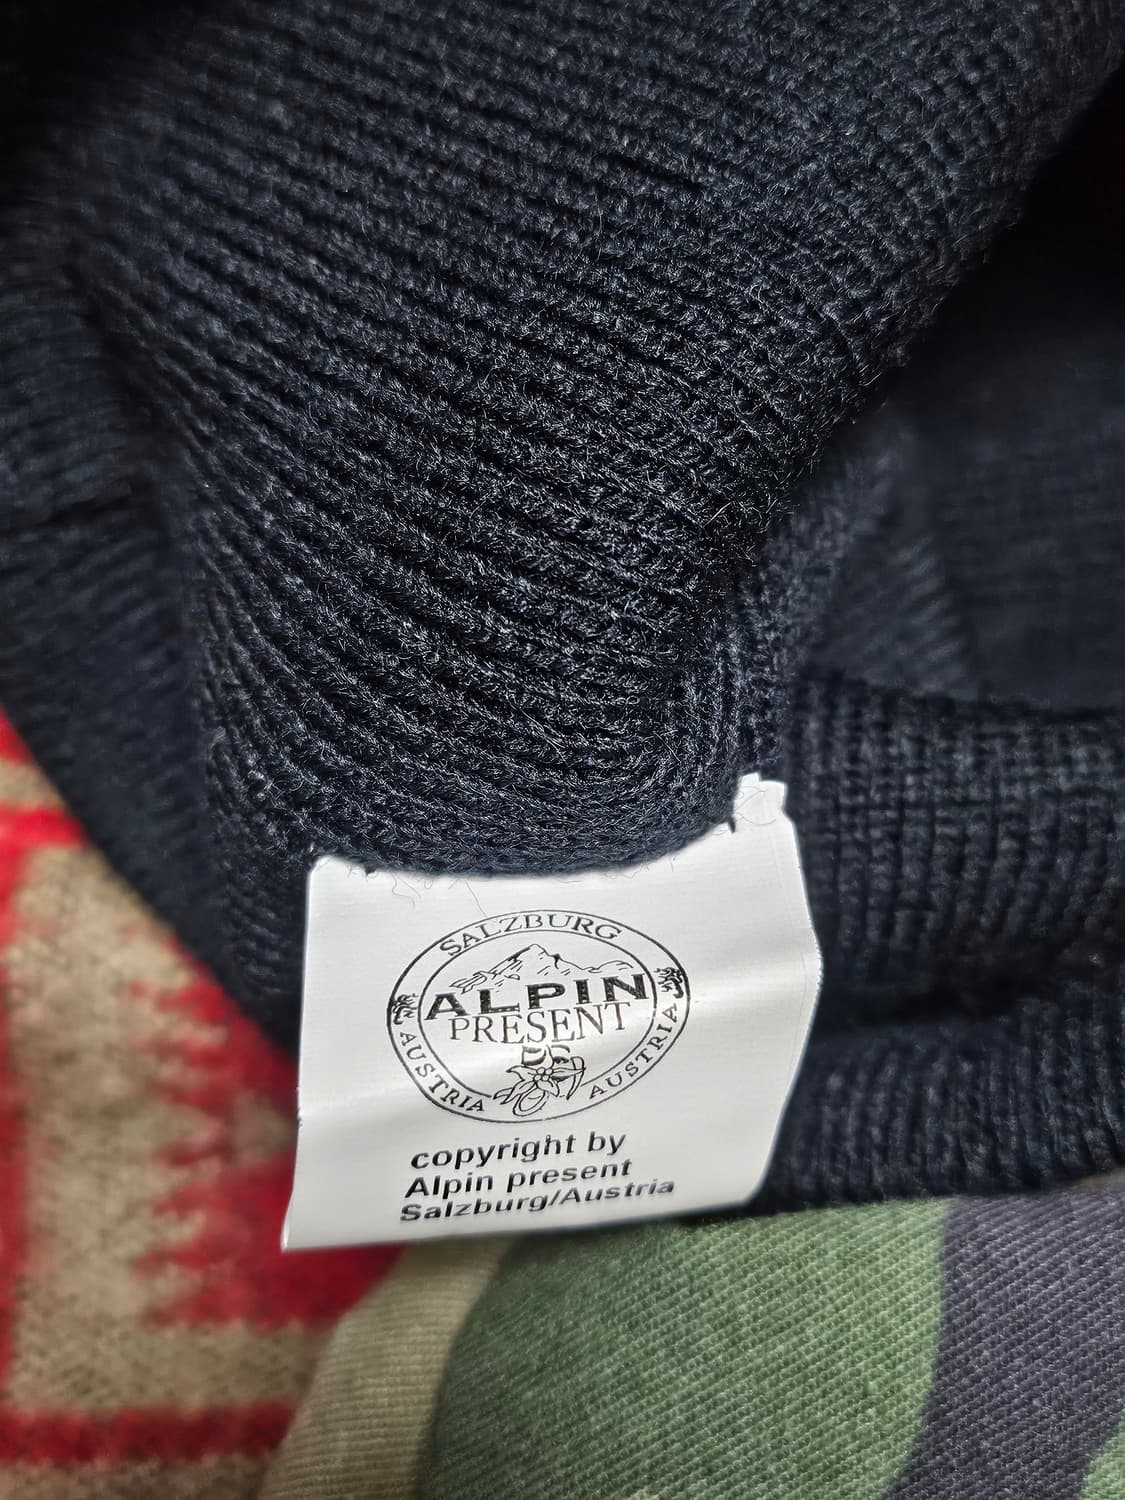 SALZBURG
ALPIN
PRESENT
AUSTRIA
AUSTRIA
copyright by
Alpin present
Salzburg/Austria